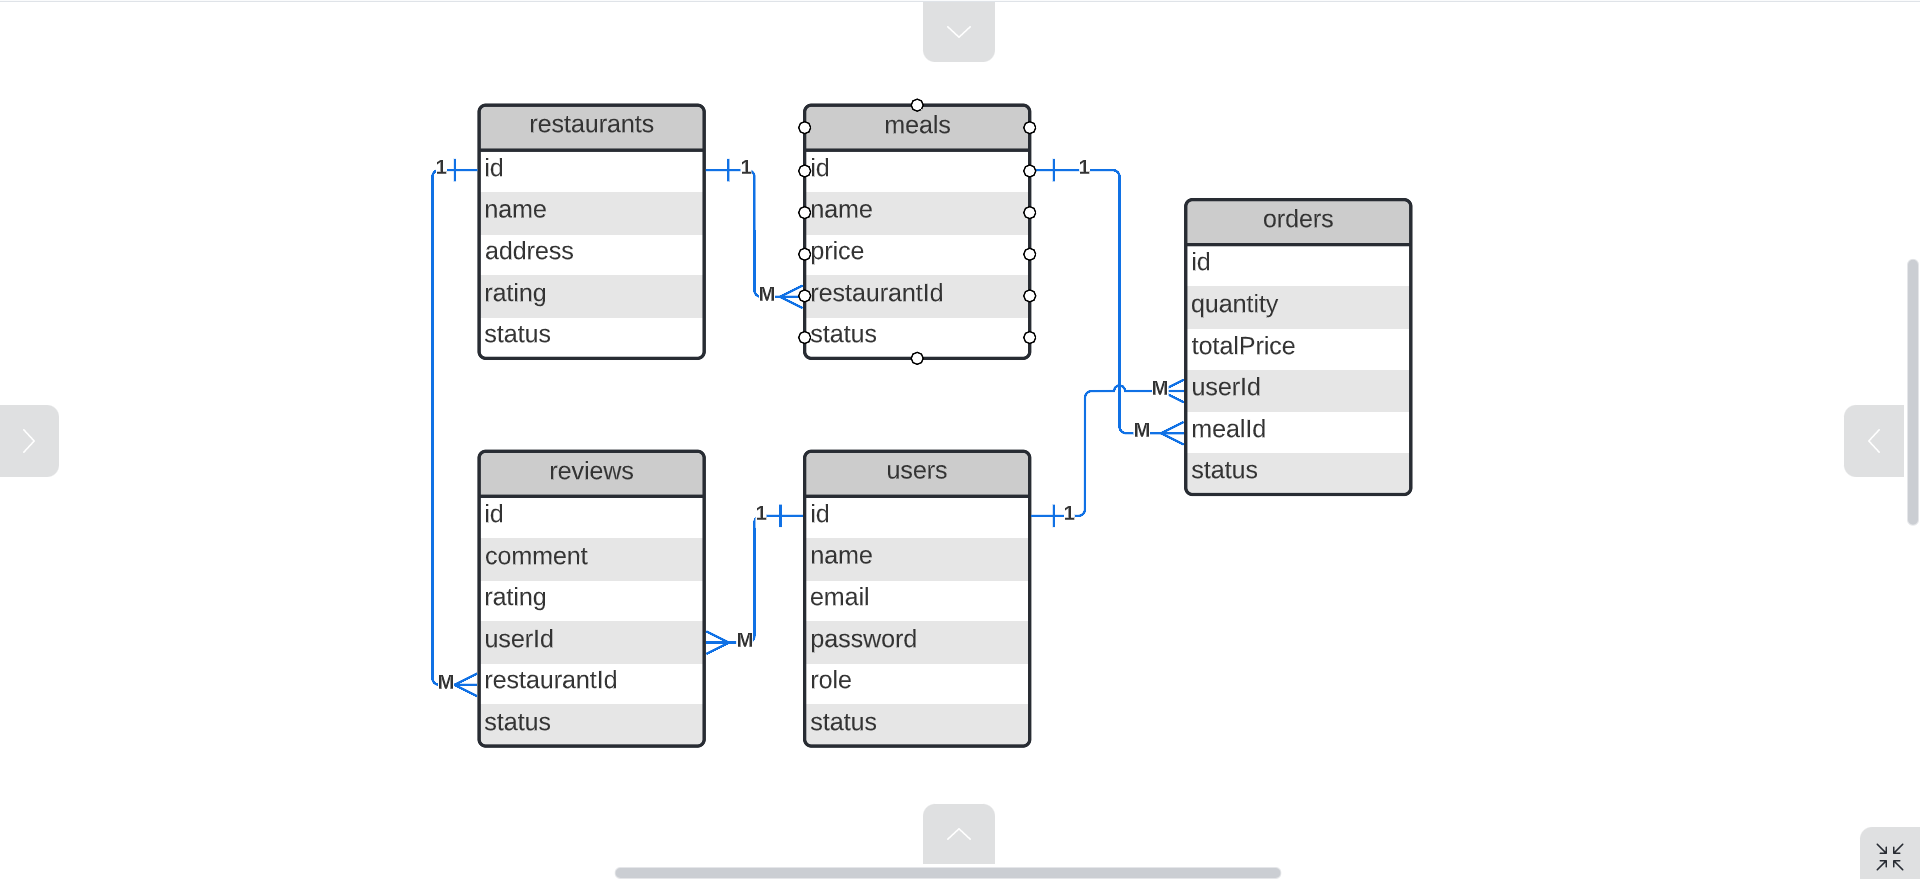 restaurants
1
id
1
name
address
rating
M
status
meals
id
1
name
price
restaurantId
status
orders
id
quantity
totalPrice
M
userId
M
mealId
status
reviews
id
comment
rating
userId
M
M
restaurantId
status
users
1
id
1
name
email
password
role
status